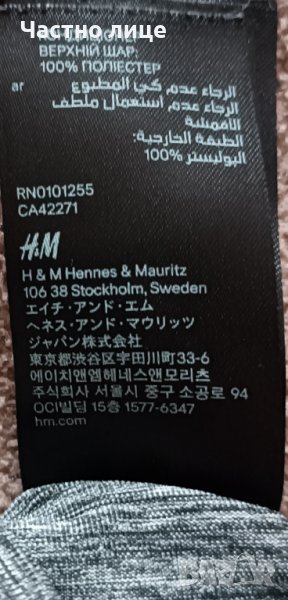 Частно лице
ВЕРХНІЙ ШАР:
100% ПОЛІЕСТЕР
ar
الرجاء عدم كي المطبوع
الرجاء عدم استعمال ملطف
الاقمشة
الطبقة الخارجية:
البوليستر 100%
RN0101255
CA42271
H&M
H & M Hennes & Mauritz
106 38 Stockholm, Sweden
エイチ・アンド・エム
ヘネス・アンド・マウリッツ
ジャパン株式会社
東京都渋谷区宇田川町33-6
에이치앤엠헤네스앤모리츠
주식회사 서울시 중구 소공로 94
OCI빌딩 15층 1577-6347
hm.com